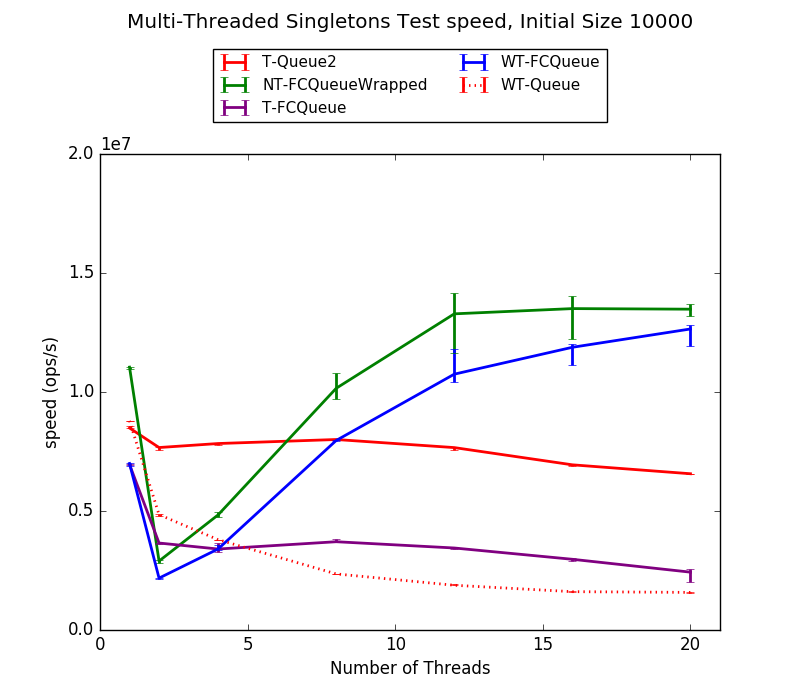 Multi-Threaded Singletons Test speed, Initial Size 10000
T-Queue2
NT-FCQueueWrapped
T-FCQueue
WT-FCQueue
WT-Queue
1e7
2.0
1.5
1.0
0.5
0.0
speed (ops/s)
0 5 10 15 20
Number of Threads